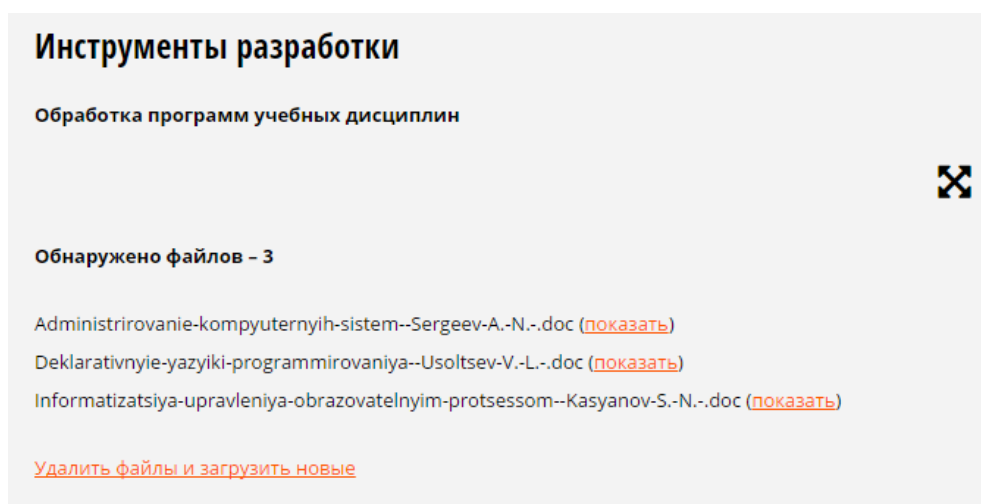 Инструменты разработки
Обработка программ учебных дисциплин
Обнаружено файлов – 3
Administrirovanie-kompyuternyih-sistem--Sergeev-A.-N.-.doc (показать)
Deklarativnyie-yazyiki-programmirovaniya--Usoltsev-V.-L.-.doc (показать)
Informatizatsiya-upravleniya-obrazovatelnyim-protsessom--Kasyanov-S.-N.-.doc (показать)
Удалить файлы и загрузить новые